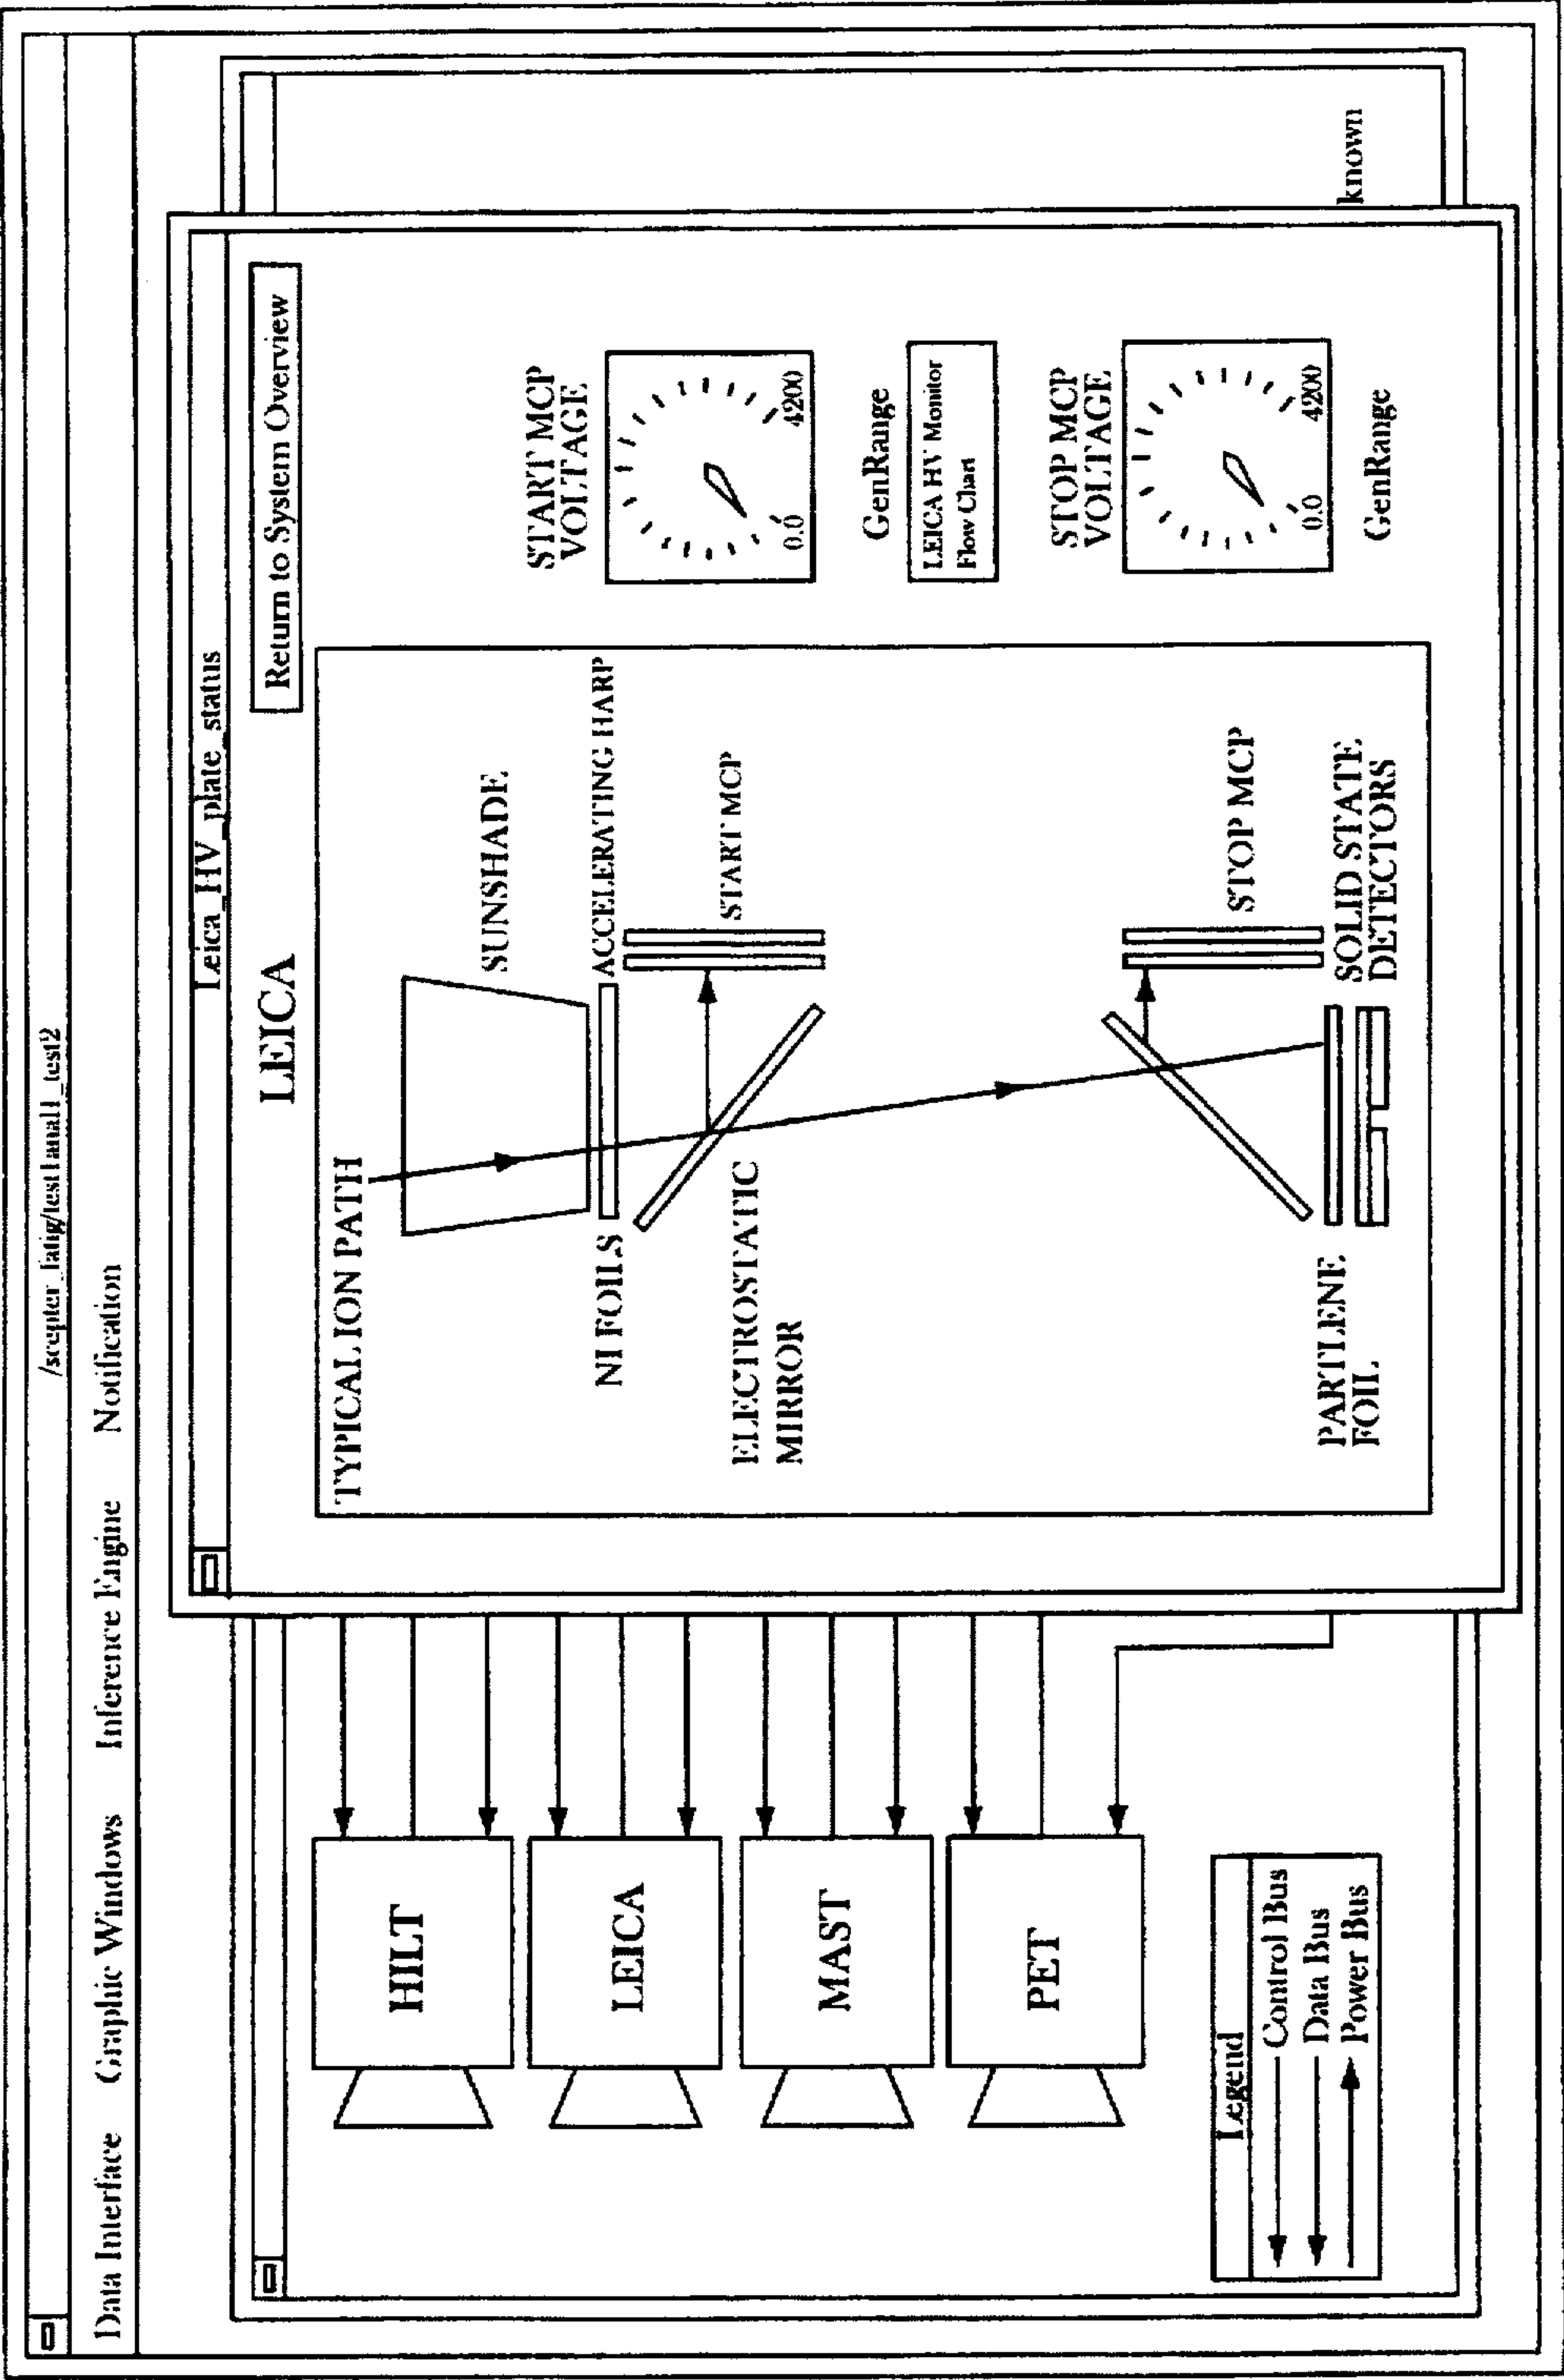 /scepter_fatig/test1anall_test2
Data Interface Graphic Windows Inference Engine Notification
Leica_HV_plate_status
LEICA
Return to System Overview
TYPICAL ION PATH
SUNSHADE
NI FOILS
ACCELERATING HARP
ELECTROSTATIC
MIRROR
START MCP
STOP MCP
PARTLENE
FOIL
SOLID STATE
DETECTORS
START MCP
VOLTAGE
0.0 4200
GenRange
LEICA HV Monitor
Flow Chart
STOP MCP
VOLTAGE
0.0 4200
GenRange
known
HILT
LEICA
MAST
PET
Legend
Control Bus
Data Bus
Power Bus